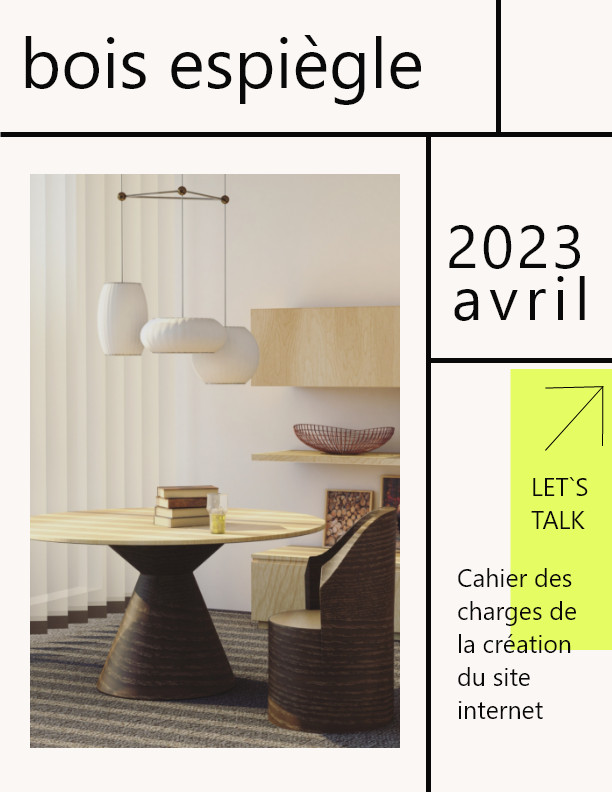 bois espiègle
2023
avril
LET`S
TALK
Cahier des
charges de
la création
du site
internet